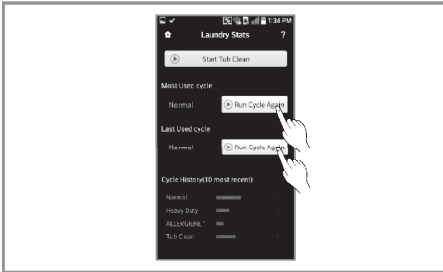 1:34 PM
Laundry Stats ?
Start Tub Clean
Most Used cycle
Normal Run Cycle Again
Last Used cycle
Normal Run Cycle Again
Cycle History(10 most recent)
Normal
Heavy Duty
ALLERGIENE
Tub Clean